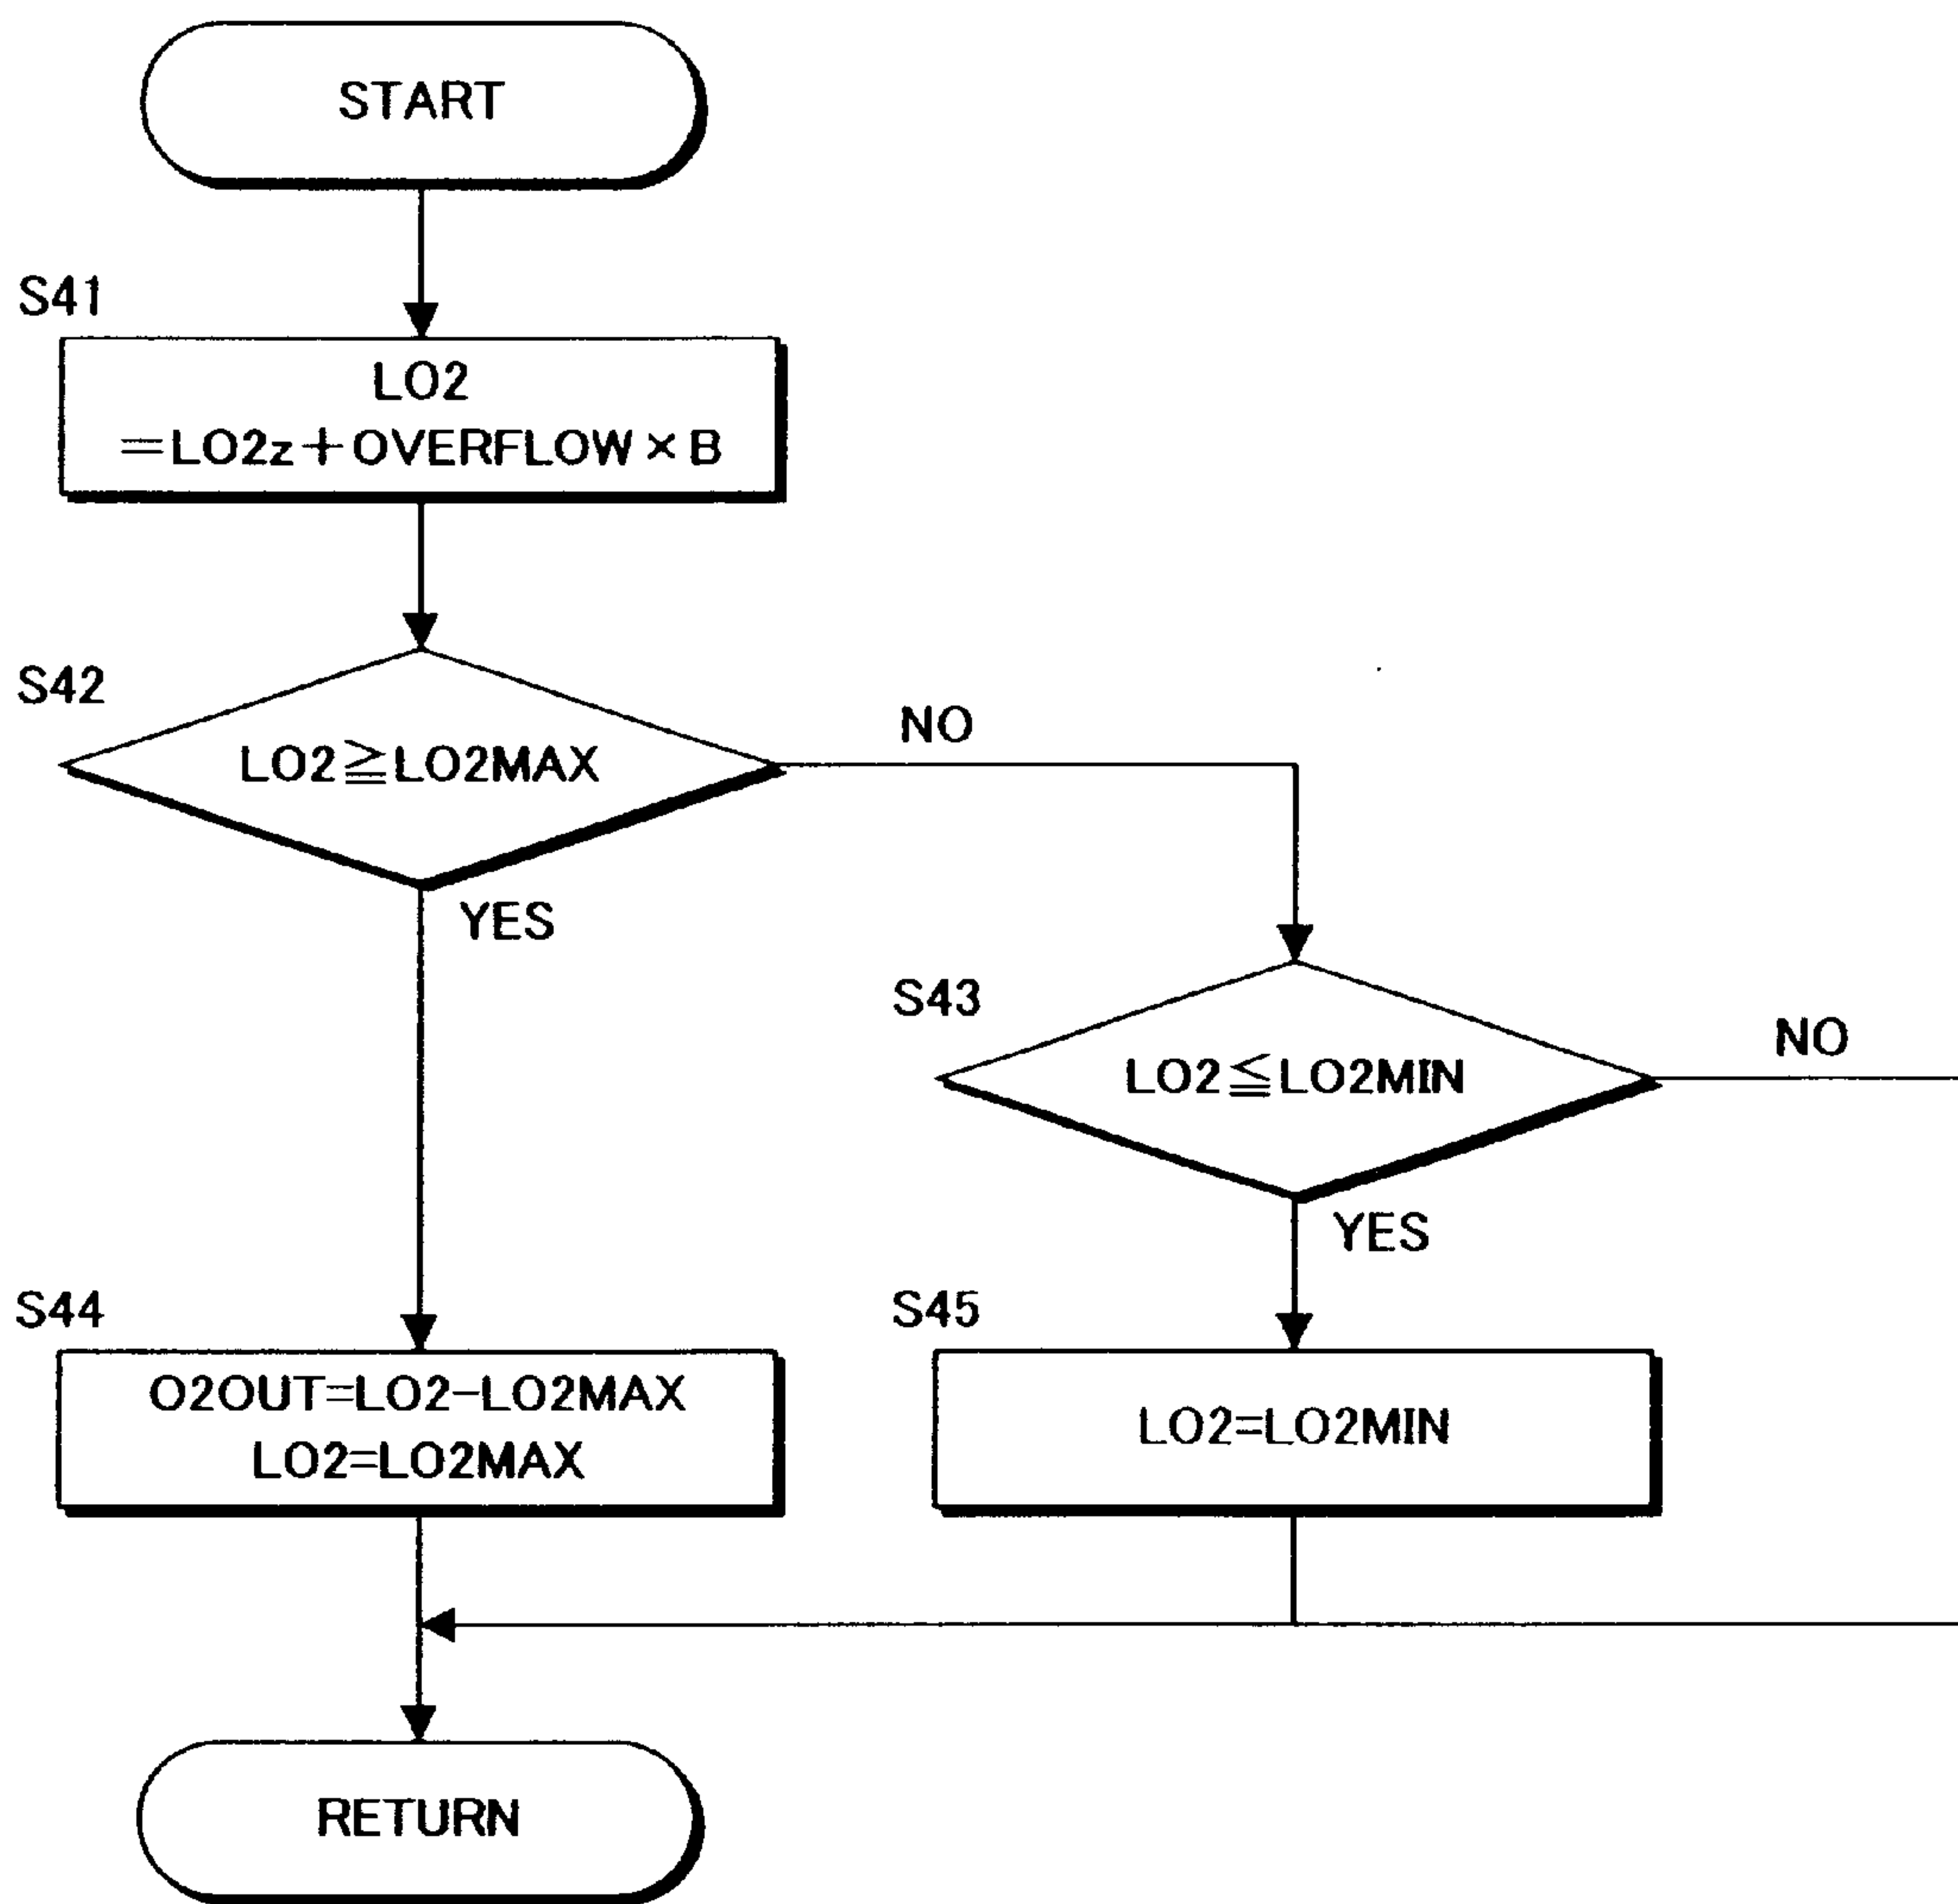 START
S41
LO2
=LO2z+OVERFLOW×B
S42
LO2≧LO2MAX
NO
YES
S43
LO2≦LO2MIN
NO
YES
S44
O2OUT=LO2-LO2MAX
LO2=LO2MAX
S45
LO2=LO2MIN
RETURN